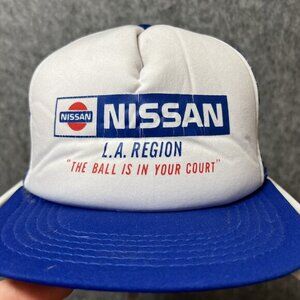 NISSAN NISSAN
L.A. REGION
"THE BALL IS IN YOUR COURT"